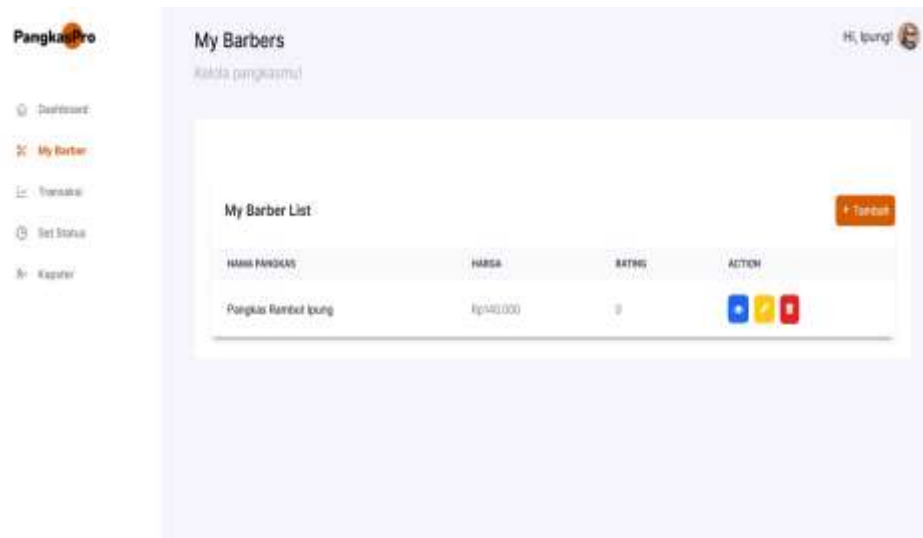 PangkasPro
My Barbers
Hi, Ipung!
Kelola pangkasmu!
Dashboard
My Barber
Transaksi
Set Status
Kapster
My Barber List
+ Tambah
NAMA PANGKAS HARGA RATING ACTION
Pangkas Rambut Ipung Rp140.000 0